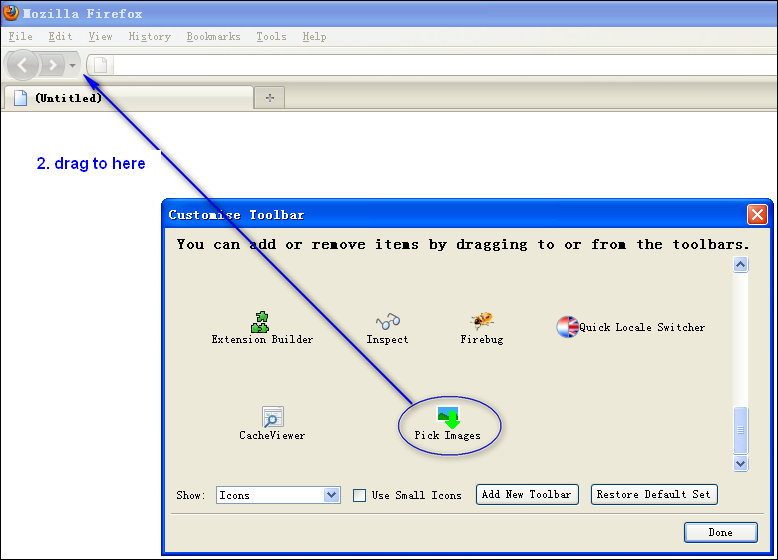 Mozilla Firefox
File Edit View History Bookmarks Tools Help
(Untitled)
2. drag to here
Customise Toolbar
You can add or remove items by dragging to or from the toolbars.
Extension Builder Inspect Firebug Quick Locale Switcher
CacheViewer Pick Images
Show: Icons Use Small Icons Add New Toolbar Restore Default Set
Done